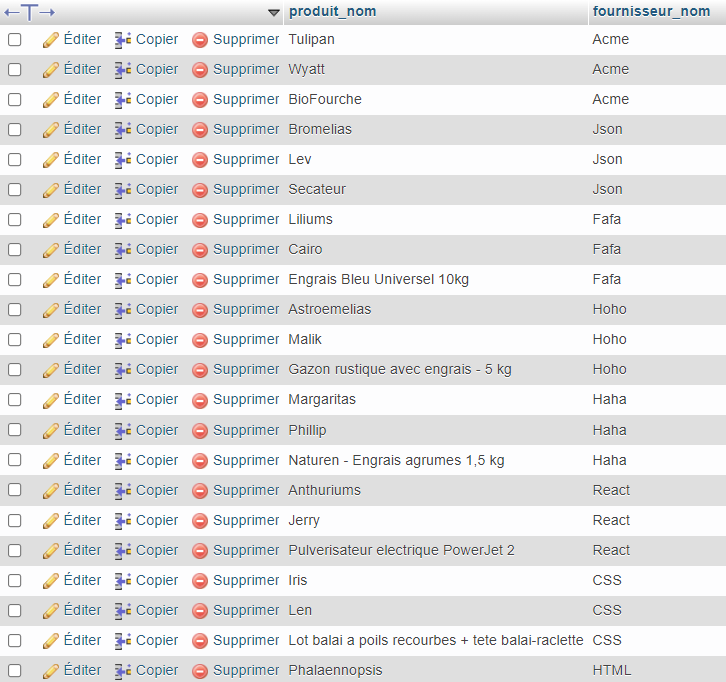 ←T→ produit_nom fournisseur_nom
Éditer Copier Supprimer Tulipan Acme
Éditer Copier Supprimer Wyatt Acme
Éditer Copier Supprimer BioFourche Acme
Éditer Copier Supprimer Bromelias Json
Éditer Copier Supprimer Lev Json
Éditer Copier Supprimer Secateur Json
Éditer Copier Supprimer Liliums Fafa
Éditer Copier Supprimer Cairo Fafa
Éditer Copier Supprimer Engrais Bleu Universel 10kg Fafa
Éditer Copier Supprimer Astroemelias Hoho
Éditer Copier Supprimer Malik Hoho
Éditer Copier Supprimer Gazon rustique avec engrais - 5 kg Hoho
Éditer Copier Supprimer Margaritas Haha
Éditer Copier Supprimer Phillip Haha
Éditer Copier Supprimer Naturen - Engrais agrumes 1,5 kg Haha
Éditer Copier Supprimer Anthuriums React
Éditer Copier Supprimer Jerry React
Éditer Copier Supprimer Pulverisateur electrique PowerJet 2 React
Éditer Copier Supprimer Iris CSS
Éditer Copier Supprimer Len CSS
Éditer Copier Supprimer Lot balai a poils recourbes + tete balai-raclette CSS
Éditer Copier Supprimer Phalaennopsis HTML